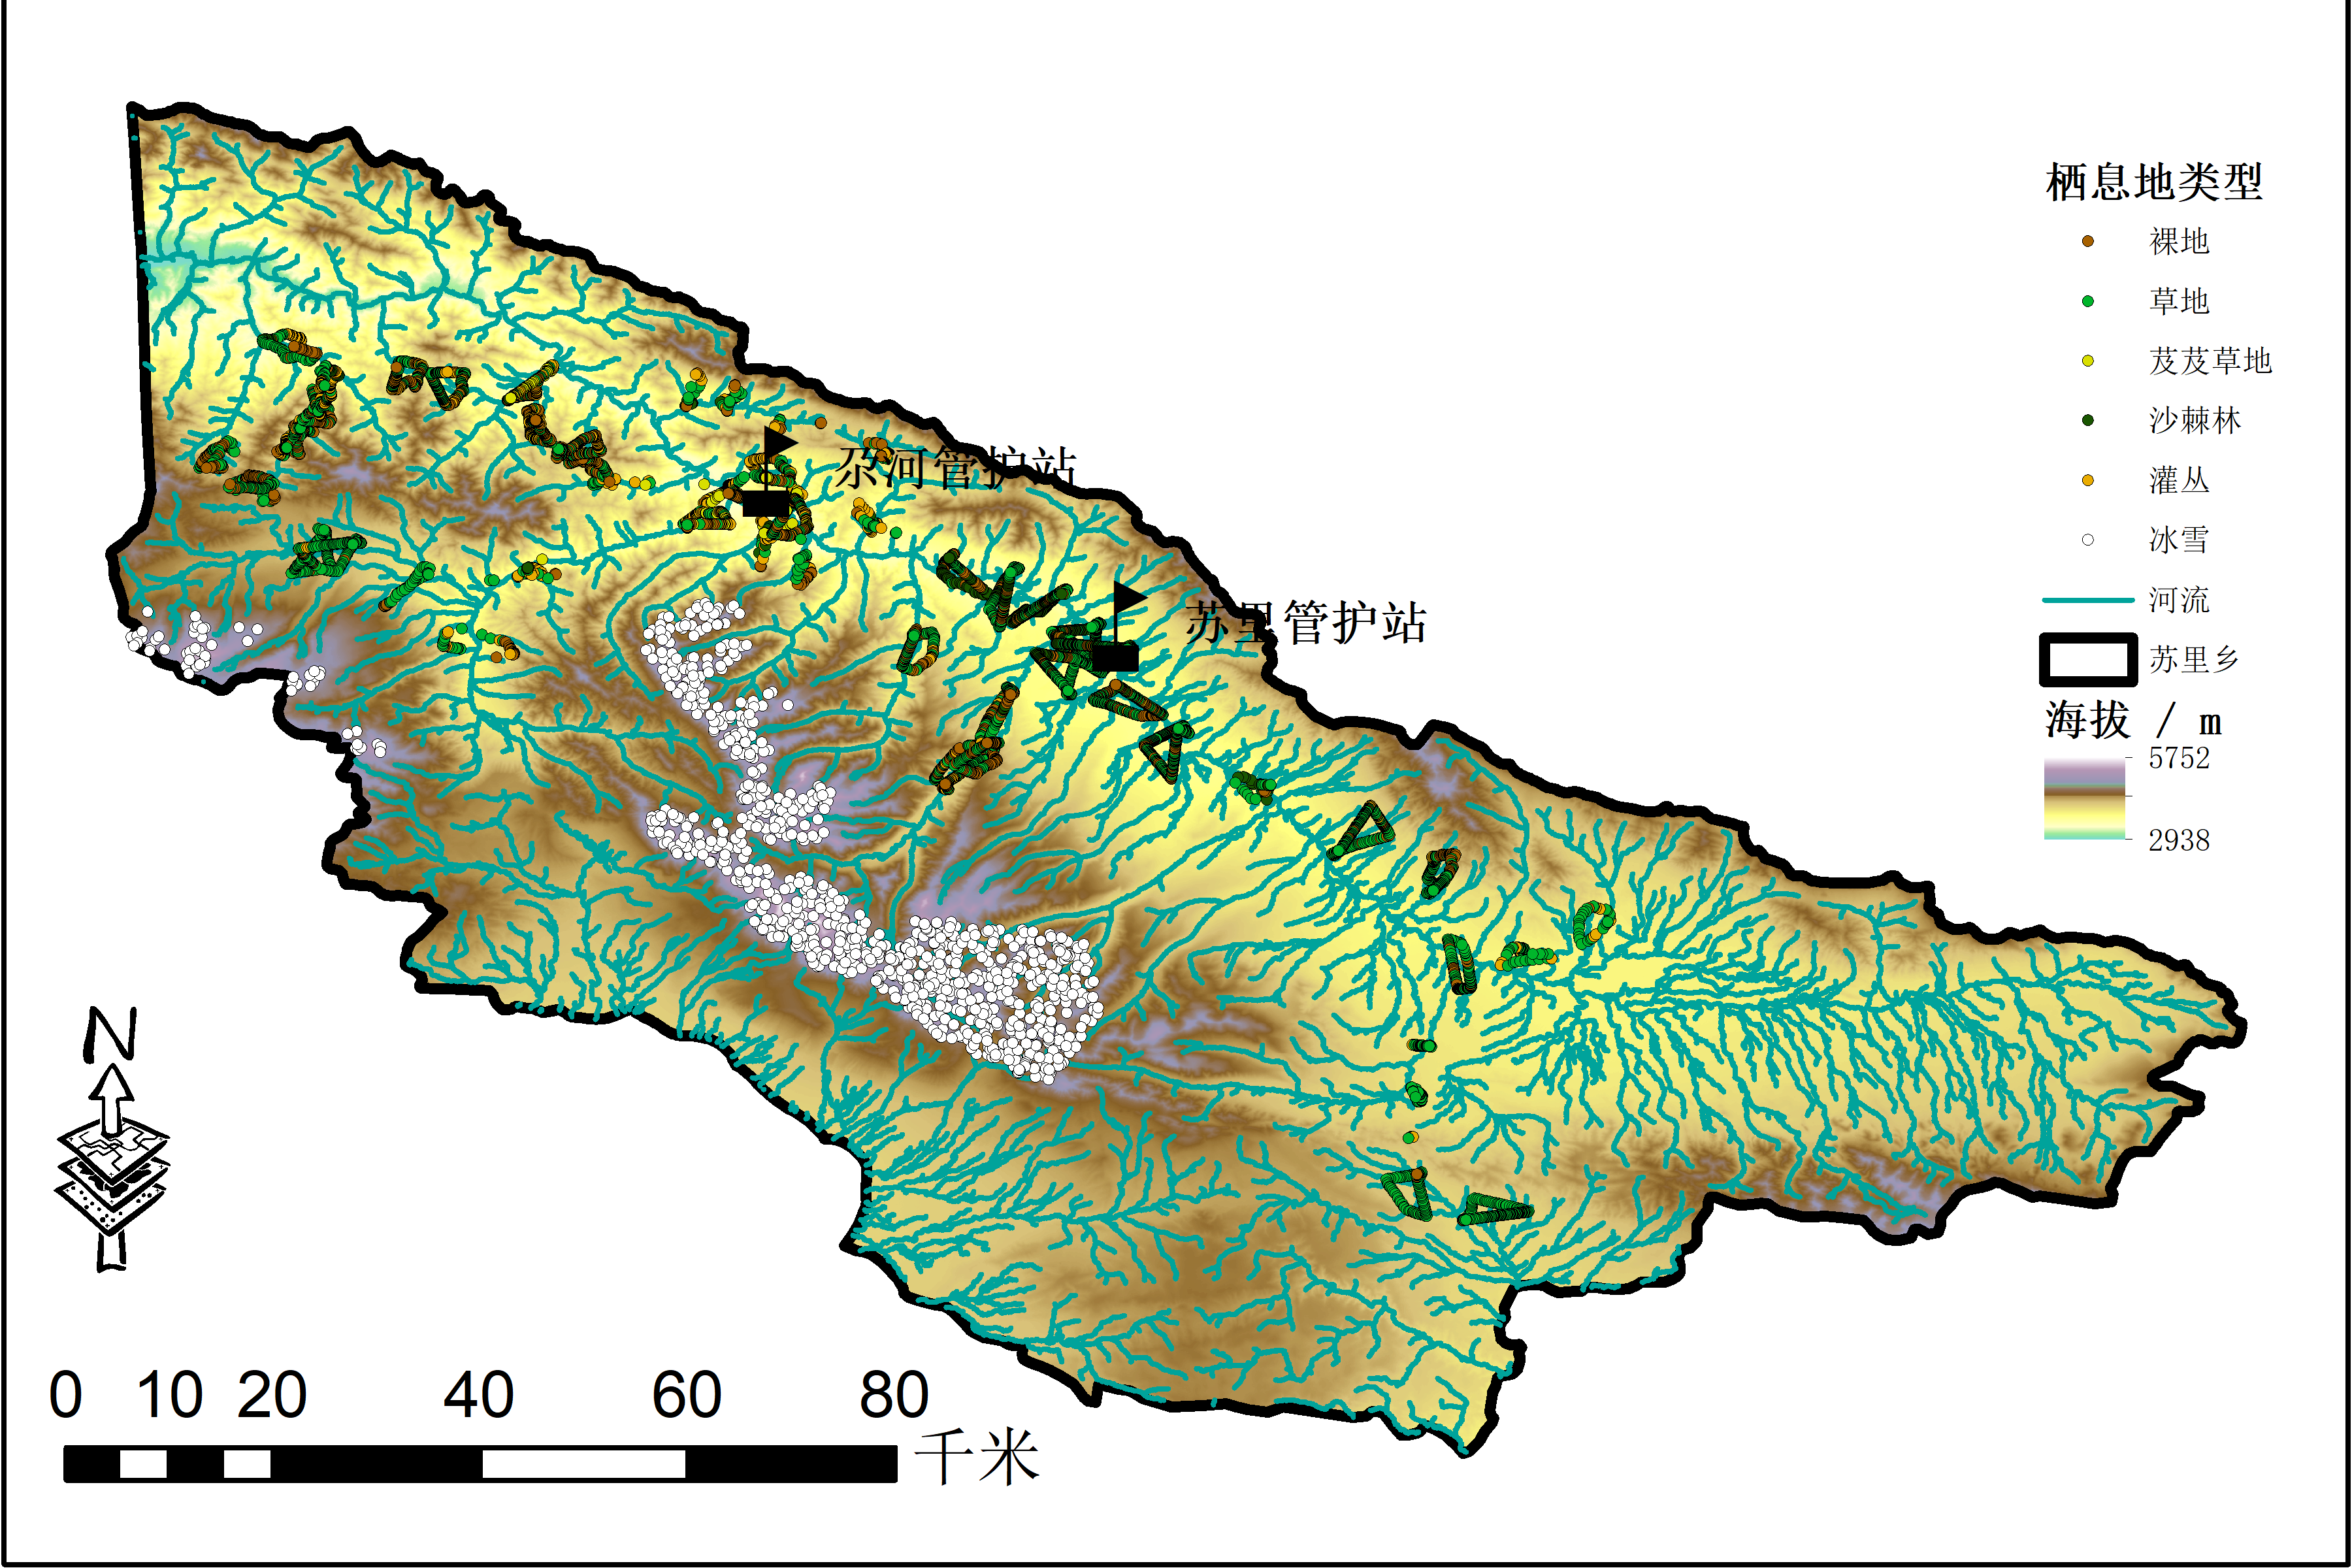 栖息地类型
裸地
草地
芨芨草地
沙棘林
灌丛
冰雪
河流
苏里乡
海拔 / m
5752
2938
尕河管护站
苏里管护站
N
0 10 20 40 60 80
千米